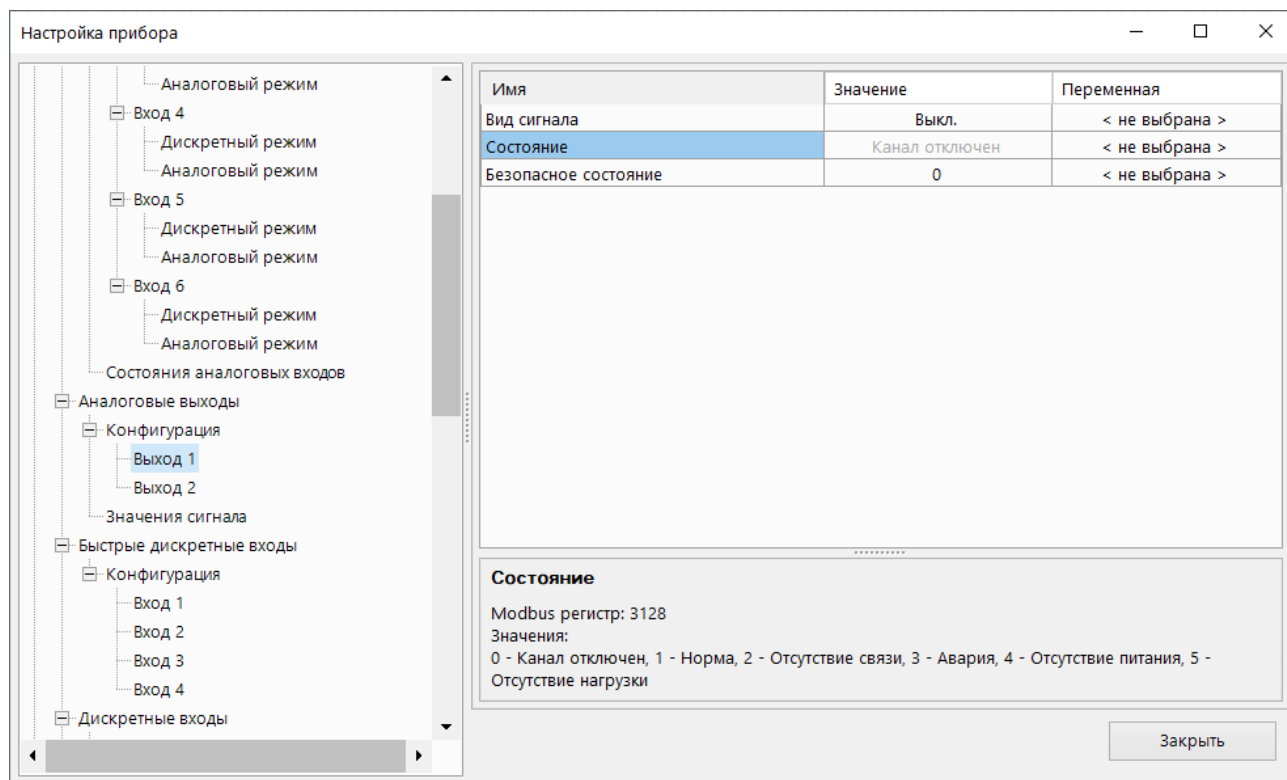 Настройка прибора
Аналоговый режим
Вход 4
Дискретный режим
Аналоговый режим
Вход 5
Дискретный режим
Аналоговый режим
Вход 6
Дискретный режим
Аналоговый режим
Состояния аналоговых входов
Аналоговые выходы
Конфигурация
Выход 1
Выход 2
Значения сигнала
Быстрые дискретные входы
Конфигурация
Вход 1
Вход 2
Вход 3
Вход 4
Дискретные входы
Имя Значение Переменная
Вид сигнала Выкл. < не выбрана >
Состояние Канал отключен < не выбрана >
Безопасное состояние 0 < не выбрана >
Состояние
Modbus регистр: 3128
Значения:
0 - Канал отключен, 1 - Норма, 2 - Отсутствие связи, 3 - Авария, 4 - Отсутствие питания, 5 -
Отсутствие нагрузки
Закрыть